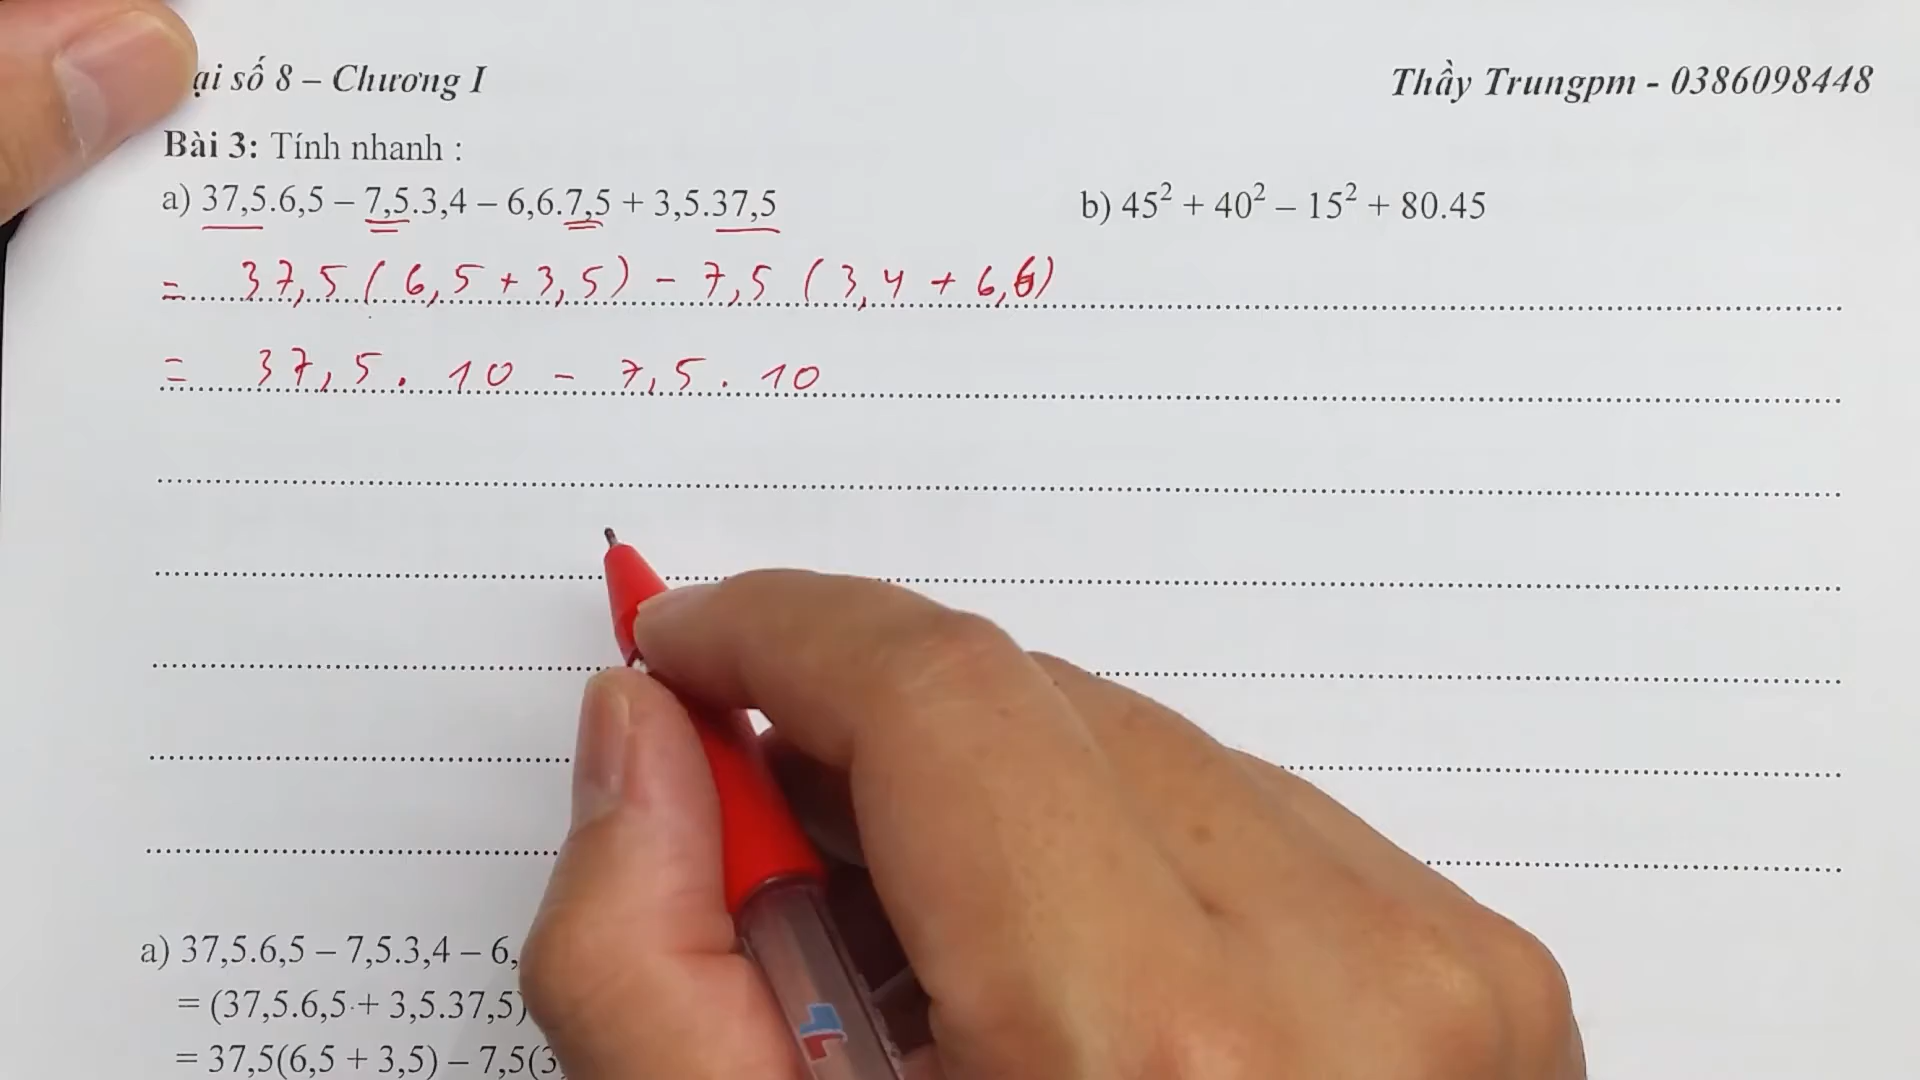 ại số 8 – Chương I
Thầy Trungpm - 0386098448
Bài 3: Tính nhanh :
a) 37,5.6,5 – 7,5.3,4 – 6,6.7,5 + 3,5.37,5
b) 45² + 40² – 15² + 80.45
= 37,5 ( 6,5 + 3,5 ) - 7,5 ( 3,4 + 6,6 )
= 37,5 . 10 - 7,5 . 10
a) 37,5.6,5 – 7,5.3,4 – 6,
= (37,5.6,5 + 3,5.37,5)
= 37,5(6,5 + 3,5) – 7,5(3